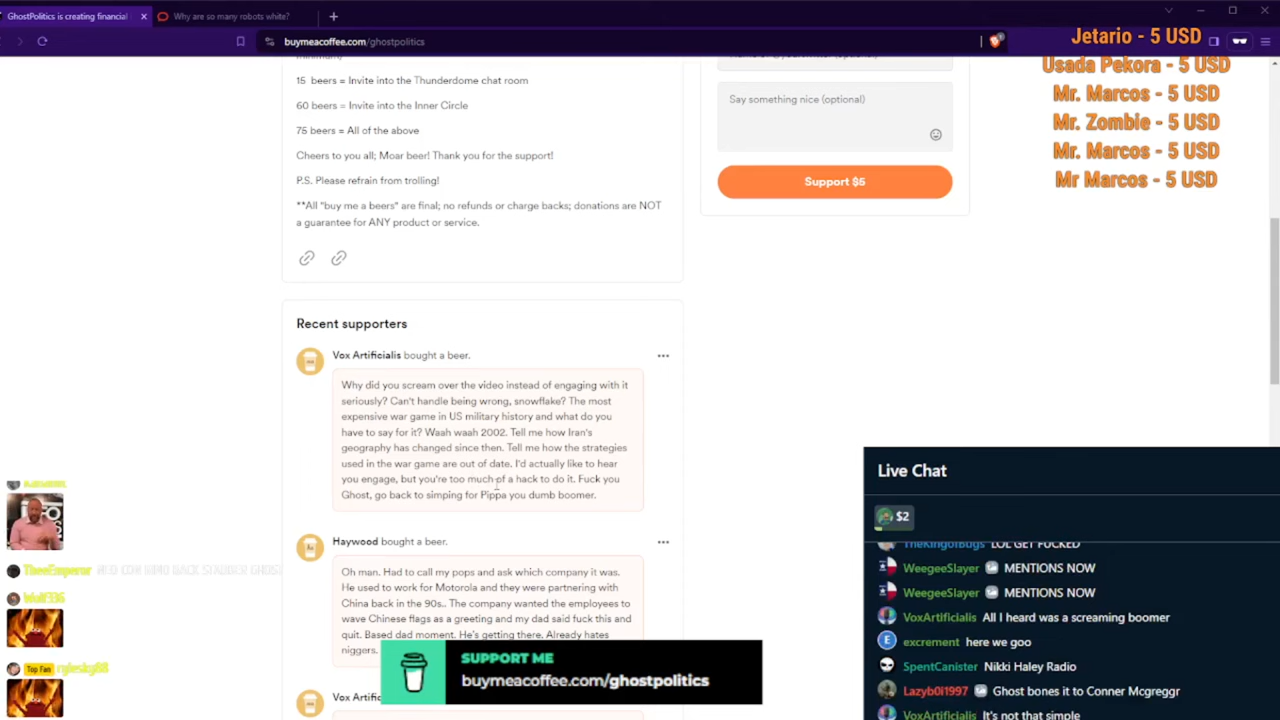 GhostPolitics is creating financial
Why are so many robots white?
buymeacoffee.com/ghostpolitics
Jetario - 5 USD
Usada Pekora - 5 USD
Mr. Marcos - 5 USD
Mr. Zombie - 5 USD
Mr. Marcos - 5 USD
Mr Marcos - 5 USD
15 beers = Invite into the Thunderdome chat room
60 beers = Invite into the Inner Circle
75 beers = All of the above
Cheers to you all; Moar beer! Thank you for the support!
P.S. Please refrain from trolling!
**All "buy me a beers" are final; no refunds or charge backs; donations are NOT
a guarantee for ANY product or service.
Say something nice (optional)
Support $5
Recent supporters
Vox Artificialis bought a beer.
Why did you scream over the video instead of engaging with it
seriously? Can't handle being wrong, snowflake? The most
expensive war game in US military history and what do you
have to say for it? Waah waah 2002. Tell me how Iran's
geography has changed since then. Tell me how the strategies
used in the war game are out of date. I'd actually like to hear
you engage, but you're too much of a hack to do it. Fuck you
Ghost, go back to simping for Pippa you dumb boomer.
Haywood bought a beer.
Oh man. Had to call my pops and ask which company it was.
He used to work for Motorola and they were partnering with
China back in the 90s.. The company wanted the employees to
wave Chinese flags as a greeting and my dad said fuck this and
quit. Based dad moment. He's getting there. Already hates
niggers.
Vox Artific
SUPPORT ME
buymeacoffee.com/ghostpolitics
TheeEmperor
Wolf336
Top Fan rylesky88
Live Chat
$2
TheKingofBugs LOL GET FUCKED
WeegeeSlayer MENTIONS NOW
WeegeeSlayer MENTIONS NOW
VoxArtificialis All I heard was a screaming boomer
excrement here we goo
SpentCanister Nikki Haley Radio
Lazyb0i1997 Ghost bones it to Conner Mcgreggr
VoxArtificialis It's not that simple